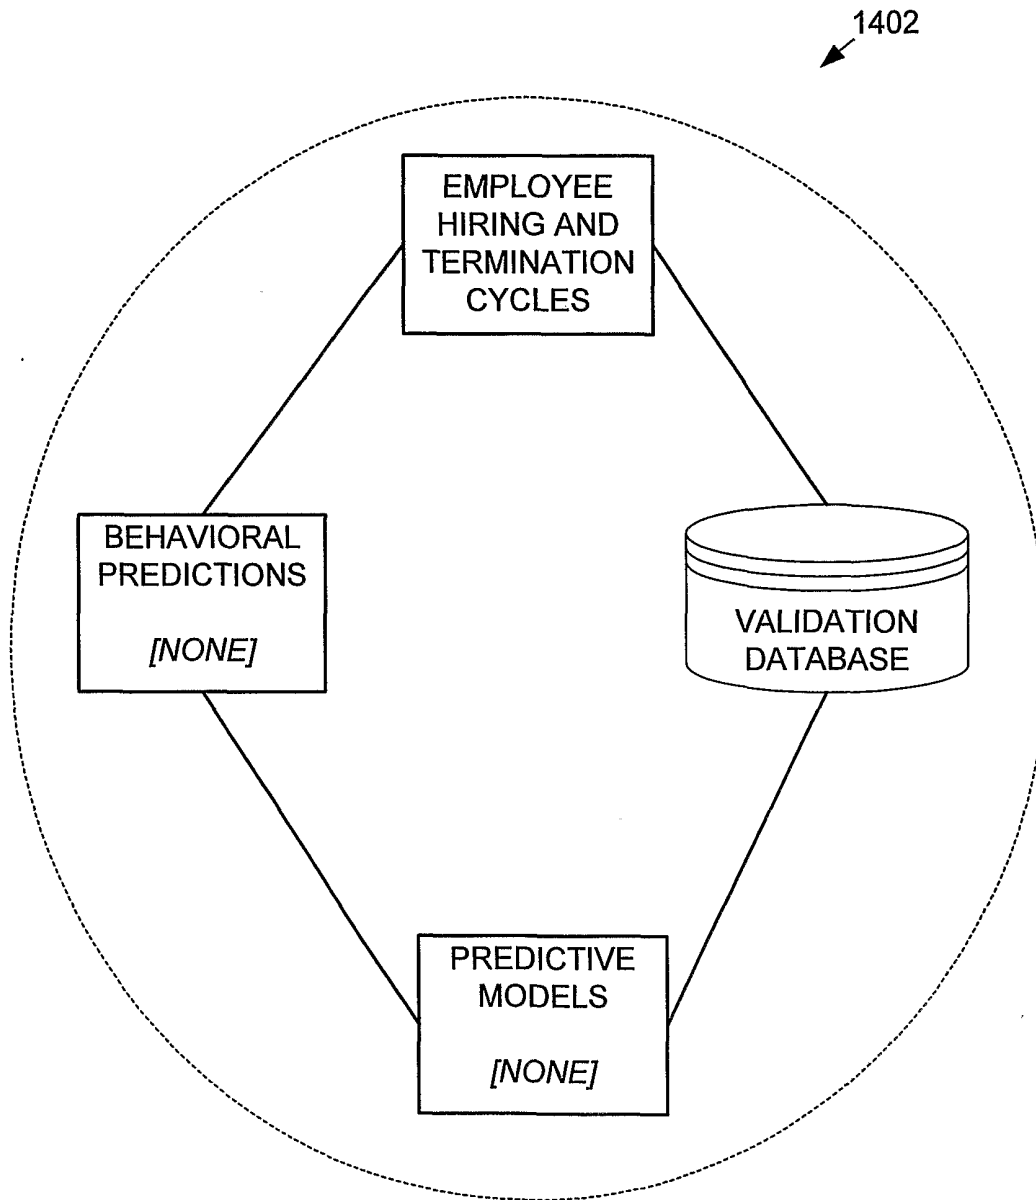 1402
EMPLOYEE
HIRING AND
TERMINATION
CYCLES
BEHAVIORAL
PREDICTIONS
[NONE]
VALIDATION
DATABASE
PREDICTIVE
MODELS
[NONE]